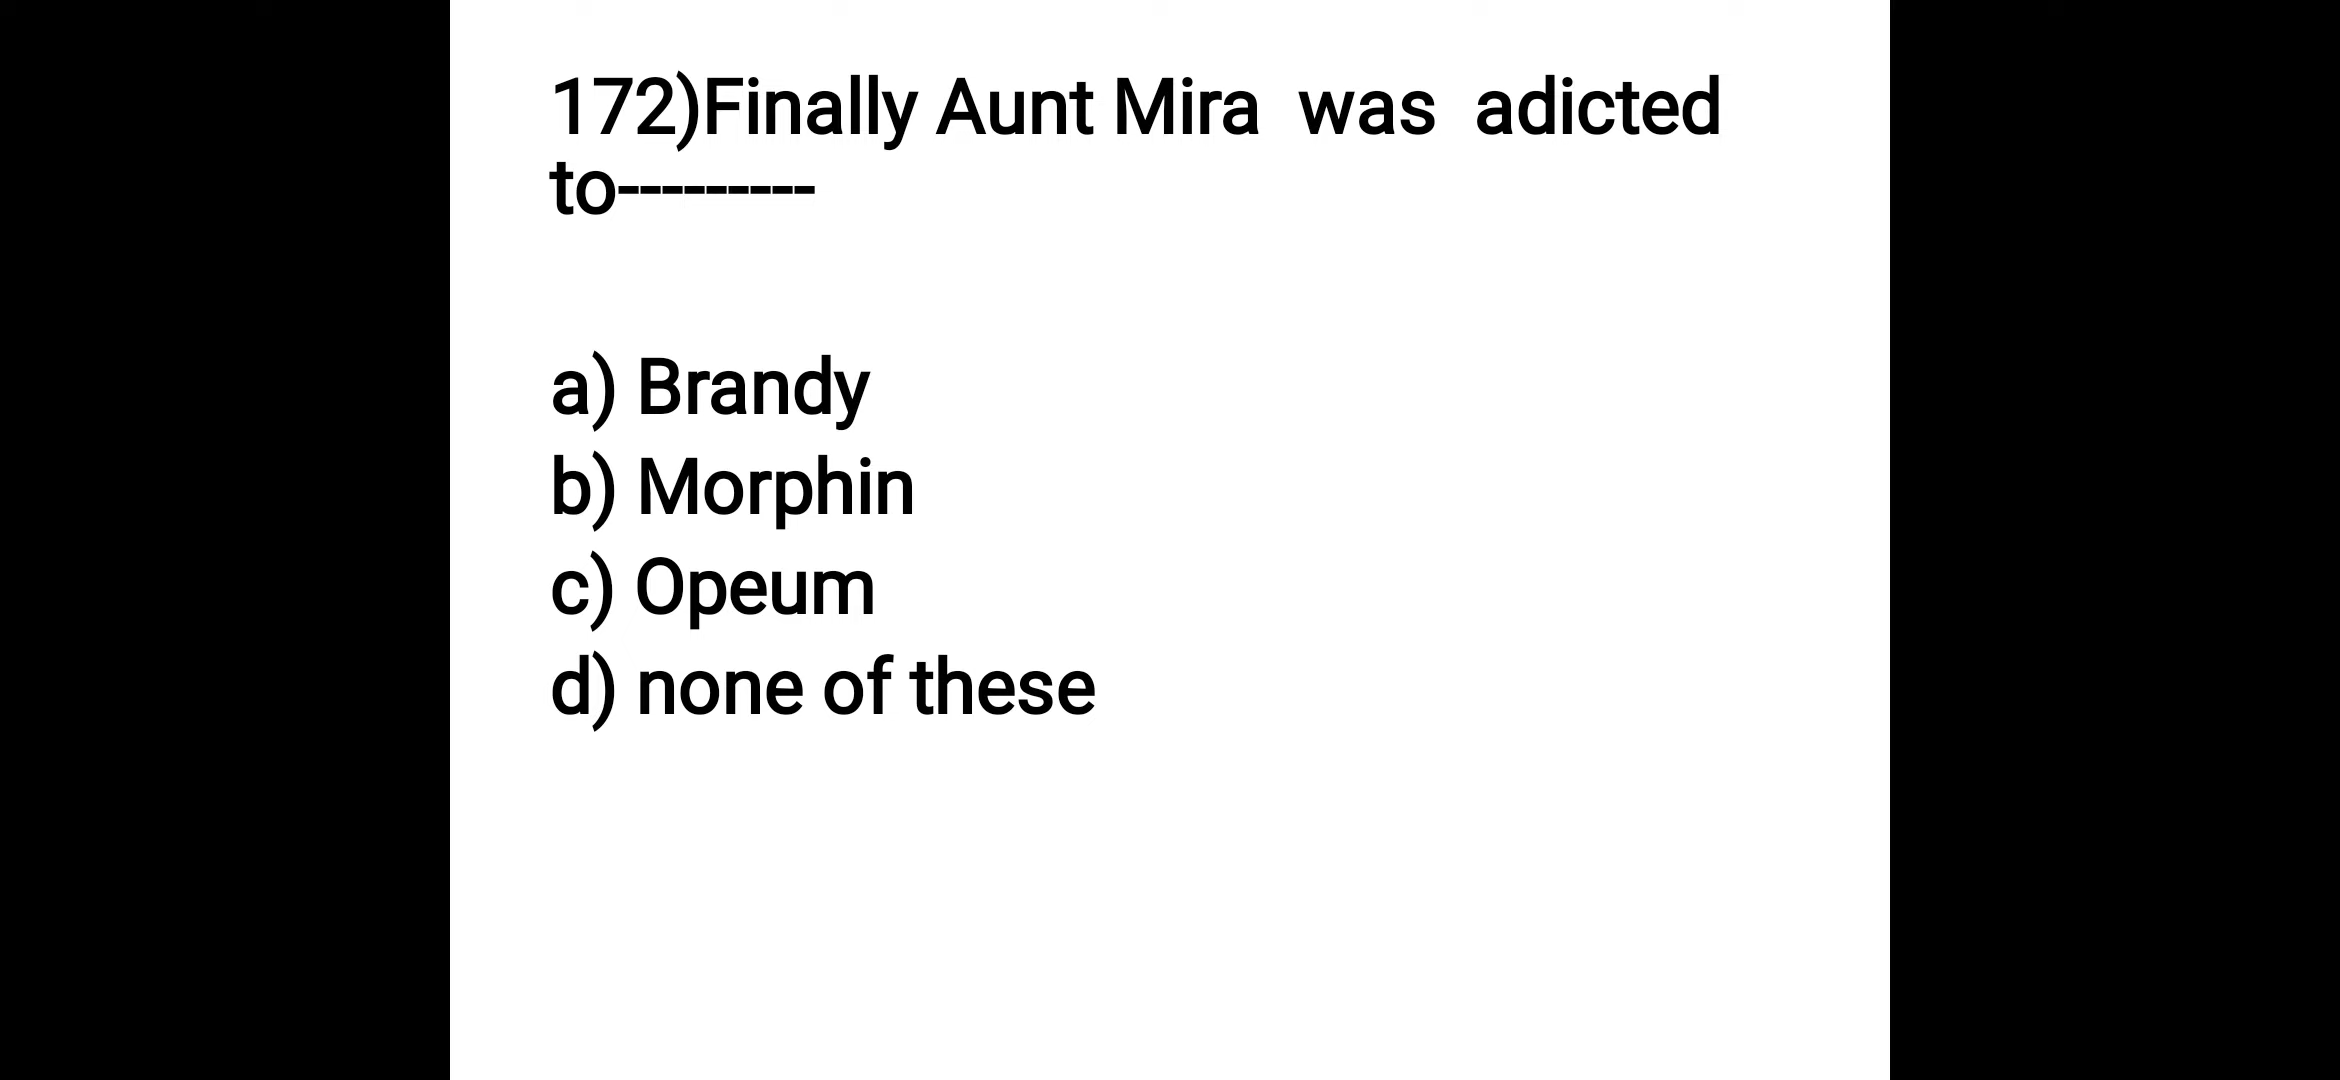 172)Finally Aunt Mira was adicted
to---------
a) Brandy
b) Morphin
c) Opeum
d) none of these